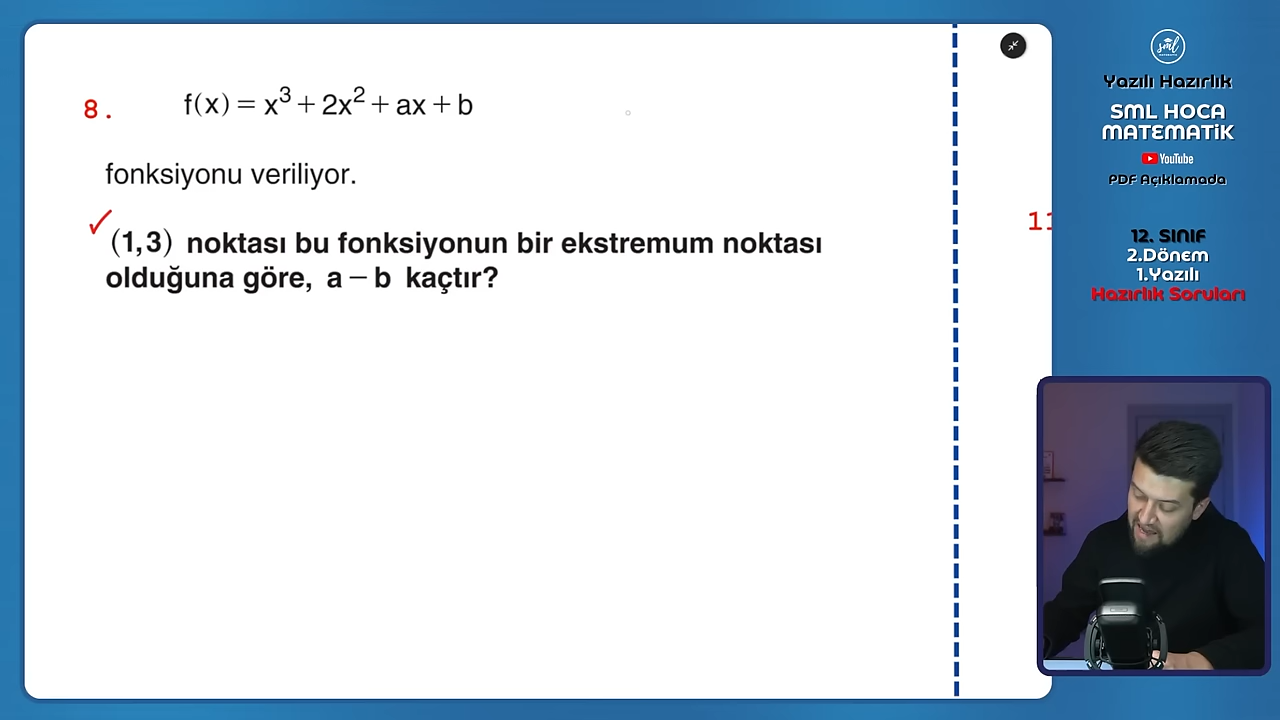 8. f(x) = x³ + 2x² + ax + b
fonksiyonu veriliyor.
(1,3) noktası bu fonksiyonun bir ekstremum noktası
olduğuna göre, a − b kaçtır?
11
sml
Yazılı Hazırlık
SML HOCA
MATEMATİK
YouTube
PDF Açıklamada
12. SINIF
2.Dönem
1.Yazılı
Hazırlık Soruları